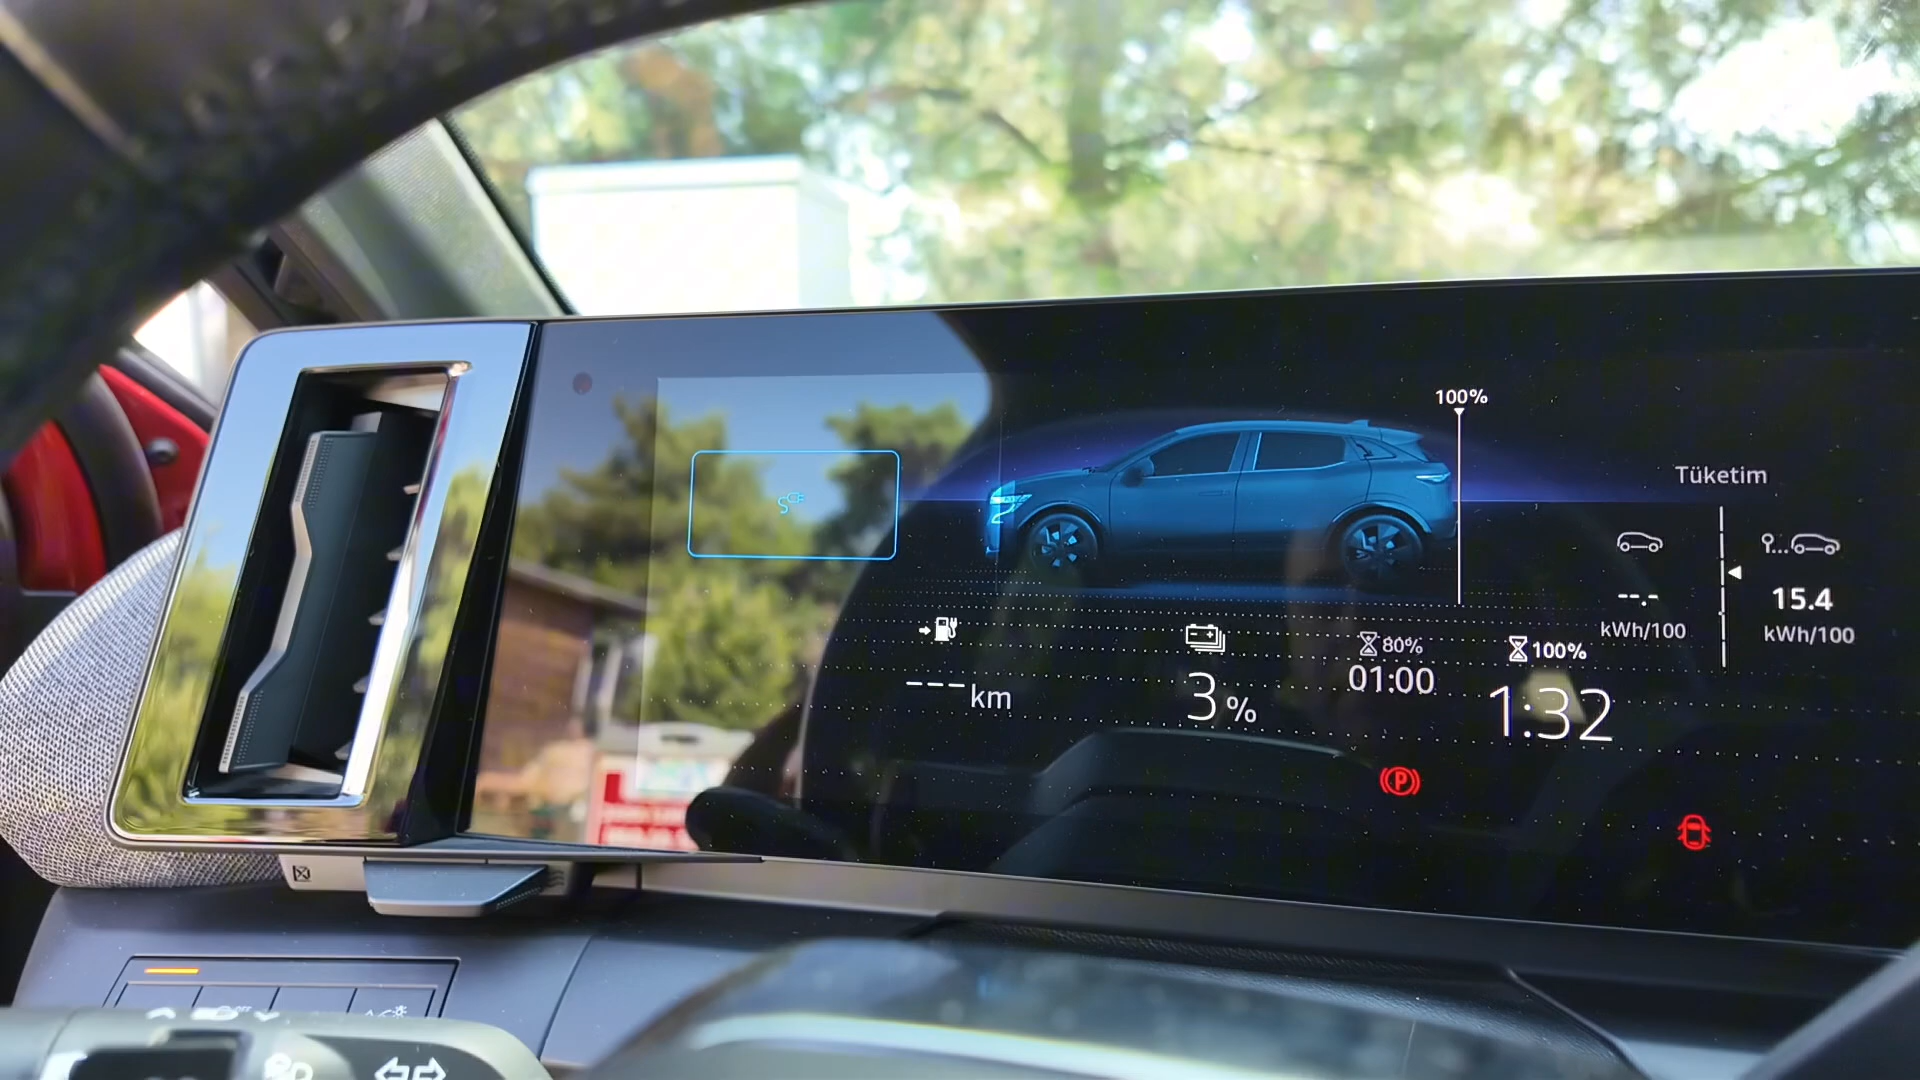 100%
Tüketim
--.-
kWh/100
15.4
kWh/100
--- km
3 %
80%
01:00
100%
1:32
P